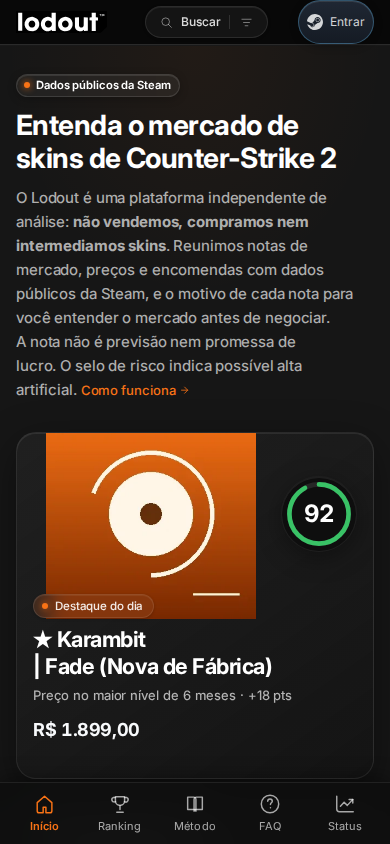 lodout™
Buscar
Entrar
Dados públicos da Steam
Entenda o mercado de
skins de Counter-Strike 2
O Lodout é uma plataforma independente de
análise: não vendemos, compramos nem
intermediamos skins. Reunimos notas de
mercado, preços e encomendas com dados
públicos da Steam, e o motivo de cada nota para
você entender o mercado antes de negociar.
A nota não é previsão nem promessa de
lucro. O selo de risco indica possível alta
artificial. Como funciona →
92
Destaque do dia
★ Karambit
| Fade (Nova de Fábrica)
Preço no maior nível de 6 meses · +18 pts
R$ 1.899,00
Início
Ranking
Método
FAQ
Status